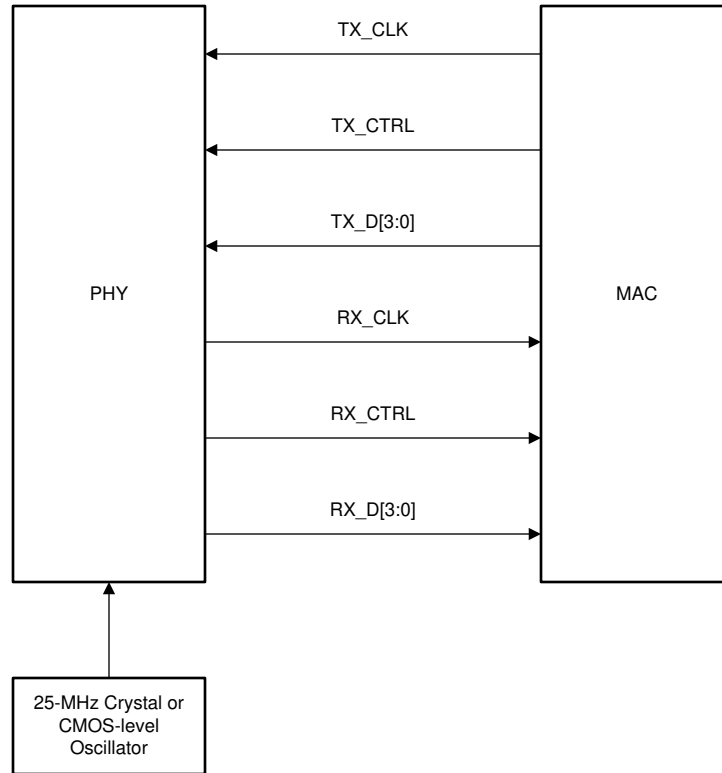 TX_CLK
TX_CTRL
TX_D[3:0]
PHY
MAC
RX_CLK
RX_CTRL
RX_D[3:0]
25-MHz Crystal or
CMOS-level
Oscillator